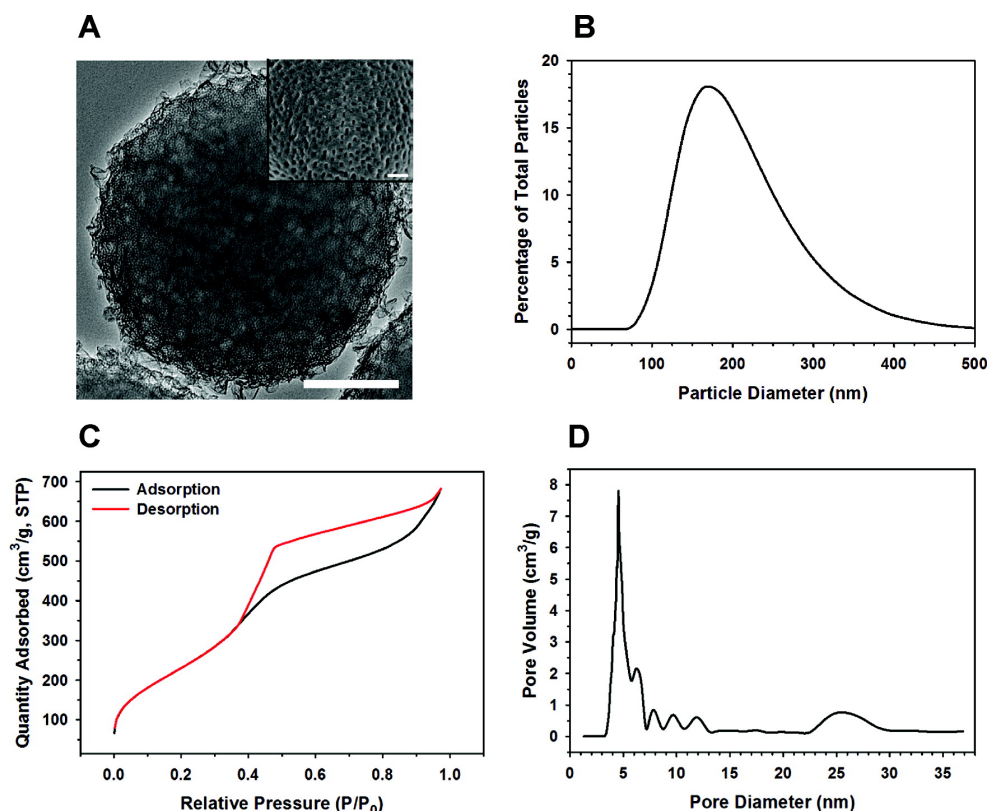 A
B
20
15
10
5
0
Percentage of Total Particles
0 100 200 300 400 500
Particle Diameter (nm)
C
700
600
500
400
300
200
100
Quantity Adsorbed (cm³/g, STP)
Adsorption
Desorption
0.0 0.2 0.4 0.6 0.8 1.0
Relative Pressure (P/P₀)
D
8
7
6
5
4
3
2
1
0
Pore Volume (cm³/g)
0 5 10 15 20 25 30 35
Pore Diameter (nm)